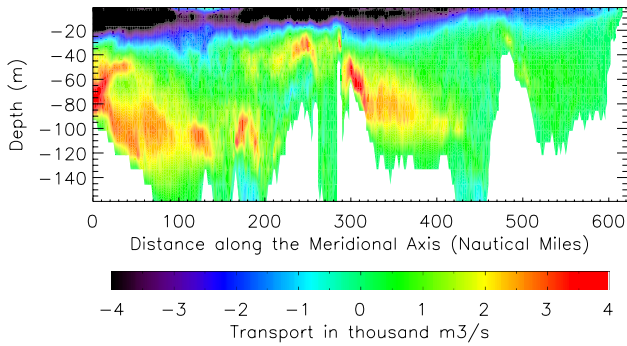 −20
−40
−60
−80
−100
−120
−140
Depth (m)
0 100 200 300 400 500 600
Distance along the Meridional Axis (Nautical Miles)
−4 −3 −2 −1 0 1 2 3 4
Transport in thousand m3/s